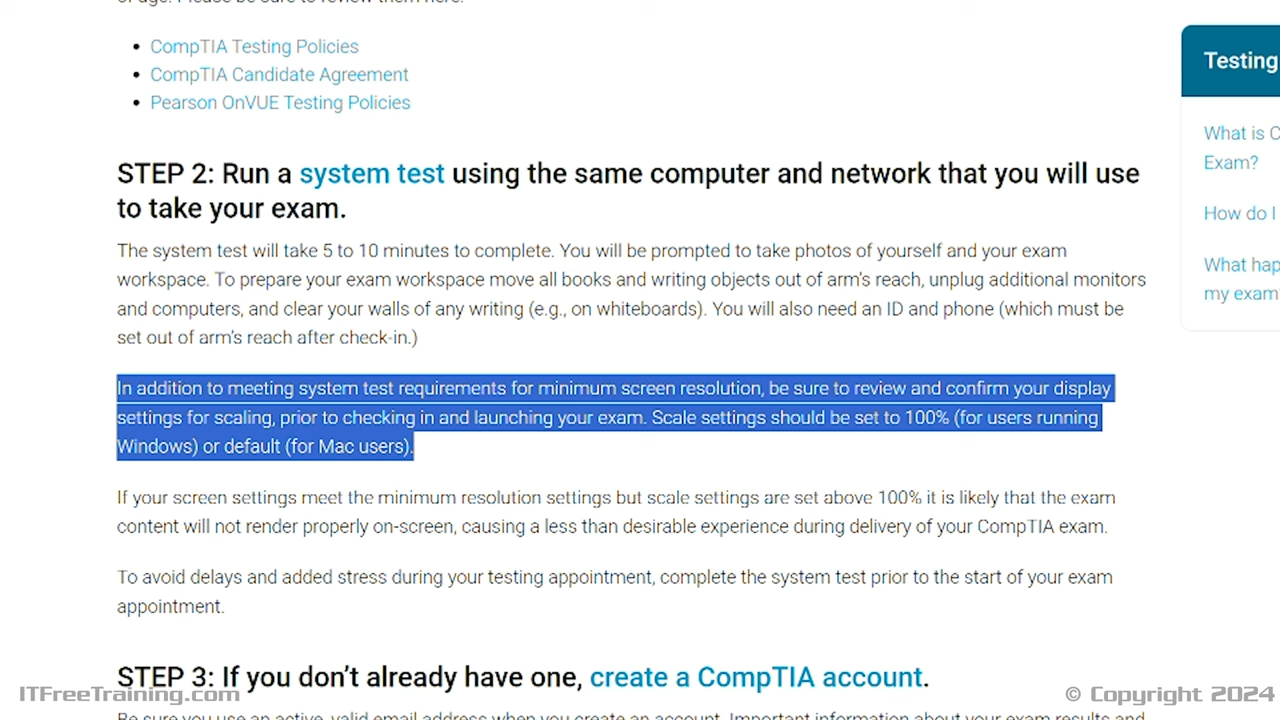 CompTIA Testing Policies
CompTIA Candidate Agreement
Pearson OnVUE Testing Policies
STEP 2: Run a system test using the same computer and network that you will use
to take your exam.
The system test will take 5 to 10 minutes to complete. You will be prompted to take photos of yourself and your exam
workspace. To prepare your exam workspace move all books and writing objects out of arm's reach, unplug additional monitors
and computers, and clear your walls of any writing (e.g., on whiteboards). You will also need an ID and phone (which must be
set out of arm's reach after check-in.)
In addition to meeting system test requirements for minimum screen resolution, be sure to review and confirm your display
settings for scaling, prior to checking in and launching your exam. Scale settings should be set to 100% (for users running
Windows) or default (for Mac users).
If your screen settings meet the minimum resolution settings but scale settings are set above 100% it is likely that the exam
content will not render properly on-screen, causing a less than desirable experience during delivery of your CompTIA exam.
To avoid delays and added stress during your testing appointment, complete the system test prior to the start of your exam
appointment.
STEP 3: If you don't already have one, create a CompTIA account.
Testing
What is C
Exam?
How do I
What hap
my exam
ITFreeTraining.com
© Copyright 2024